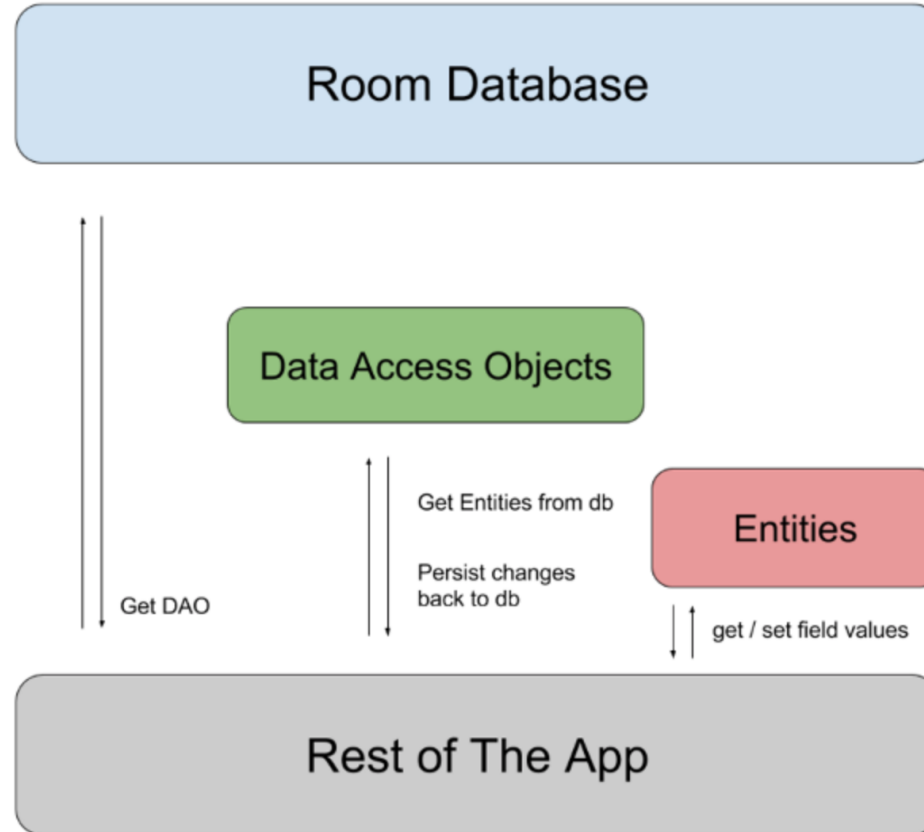 Room Database
Data Access Objects
Get Entities from db
Entities
Persist changes
back to db
Get DAO
get / set field values
Rest of The App